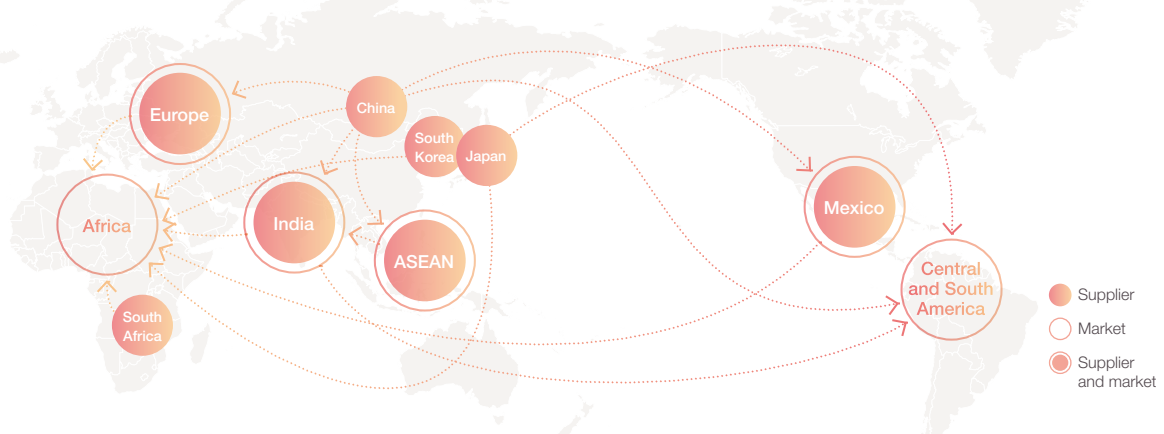 Europe
China
South
Korea
Japan
Africa
India
ASEAN
South
Africa
Mexico
Central
and South
America
Supplier
Market
Supplier
and market